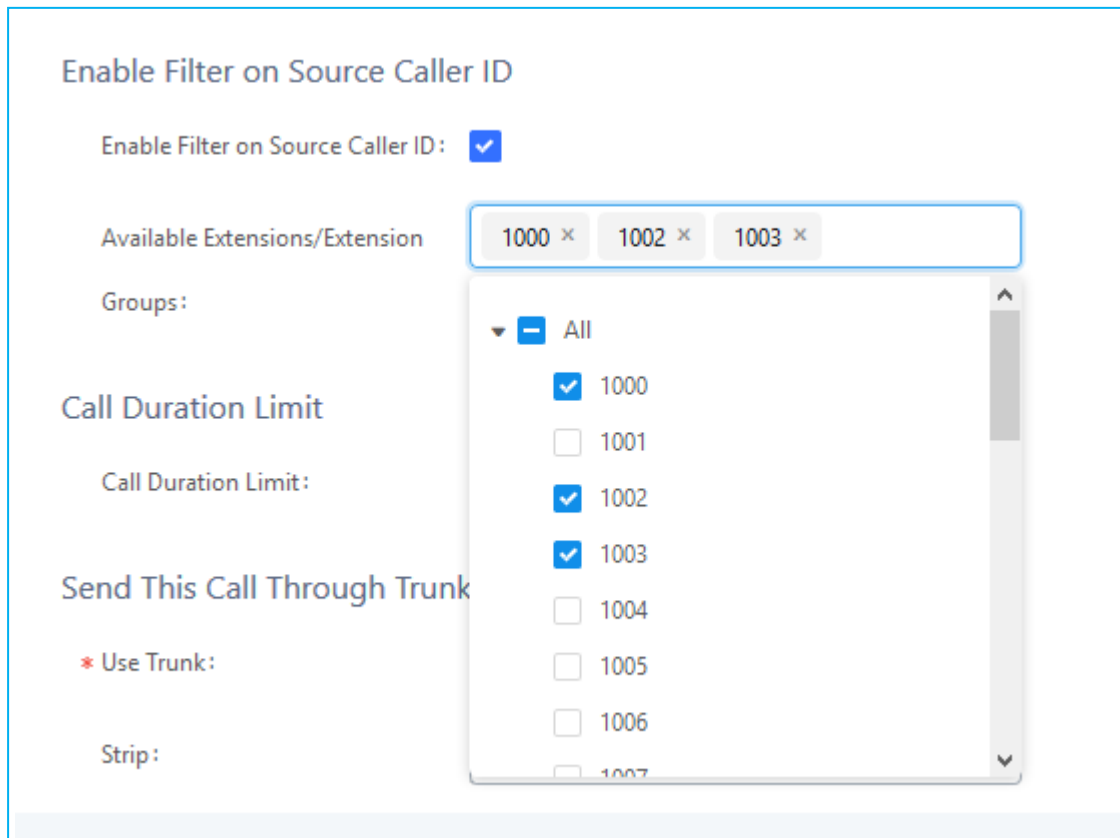 Enable Filter on Source Caller ID
Enable Filter on Source Caller ID:
Available Extensions/Extension
Groups:
1000 × 1002 × 1003 ×
All
1000
1001
1002
1003
1004
1005
1006
1007
Call Duration Limit
Call Duration Limit:
Send This Call Through Trunk
* Use Trunk:
Strip: